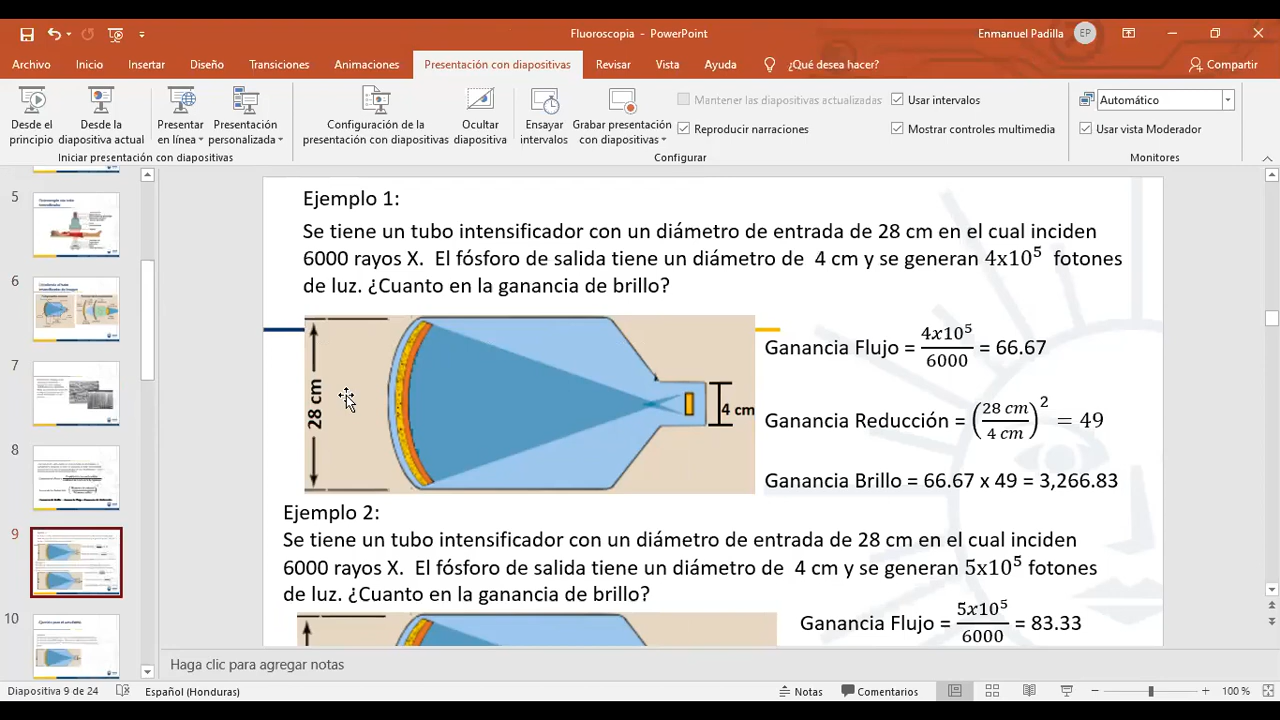 Fluoroscopia - PowerPoint
Enmanuel Padilla
EP
Archivo
Inicio
Insertar
Diseño
Transiciones
Animaciones
Presentación con diapositivas
Revisar
Vista
Ayuda
¿Qué desea hacer?
Compartir
Desde el principio
Desde la diapositiva actual
Presentar en línea
Presentación personalizada
Iniciar presentación con diapositivas
Configuración de la presentación con diapositivas
Ocultar diapositiva
Ensayar intervalos
Grabar presentación con diapositivas
Mantener las diapositivas actualizadas
Reproducir narraciones
Usar intervalos
Mostrar controles multimedia
Configurar
Automático
Usar vista Moderador
Monitores
5
6
7
8
9
10
Ejemplo 1:
Se tiene un tubo intensificador con un diámetro de entrada de 28 cm en el cual inciden
6000 rayos X. El fósforo de salida tiene un diámetro de 4 cm y se generan 4x10⁵ fotones
de luz. ¿Cuanto en la ganancia de brillo?
28 cm
4 cm
Ganancia Flujo = 4x10⁵/6000 = 66.67
Ganancia Reducción = (28 cm/4 cm)² = 49
Ganancia Brillo = 66.67 x 49 = 3,266.83
Ejemplo 2:
Se tiene un tubo intensificador con un diámetro de entrada de 28 cm en el cual inciden
6000 rayos X. El fósforo de salida tiene un diámetro de 4 cm y se generan 5x10⁵ fotones
de luz. ¿Cuanto en la ganancia de brillo?
Ganancia Flujo = 5x10⁵/6000 = 83.33
Haga clic para agregar notas
Diapositiva 9 de 24
Español (Honduras)
Notas
Comentarios
100 %